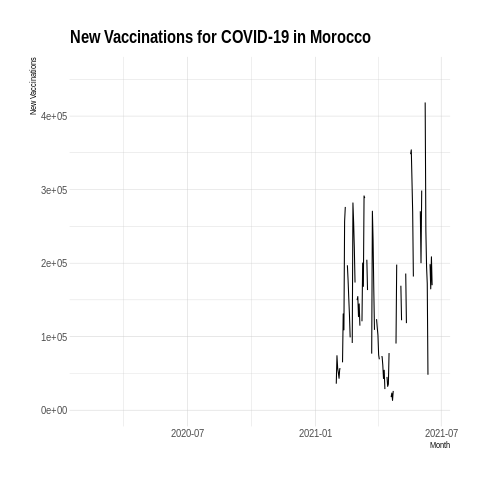 New Vaccinations for COVID-19 in Morocco
New Vaccinations
4e+05
3e+05
2e+05
1e+05
0e+00
2020-07
2021-01
2021-07
Month